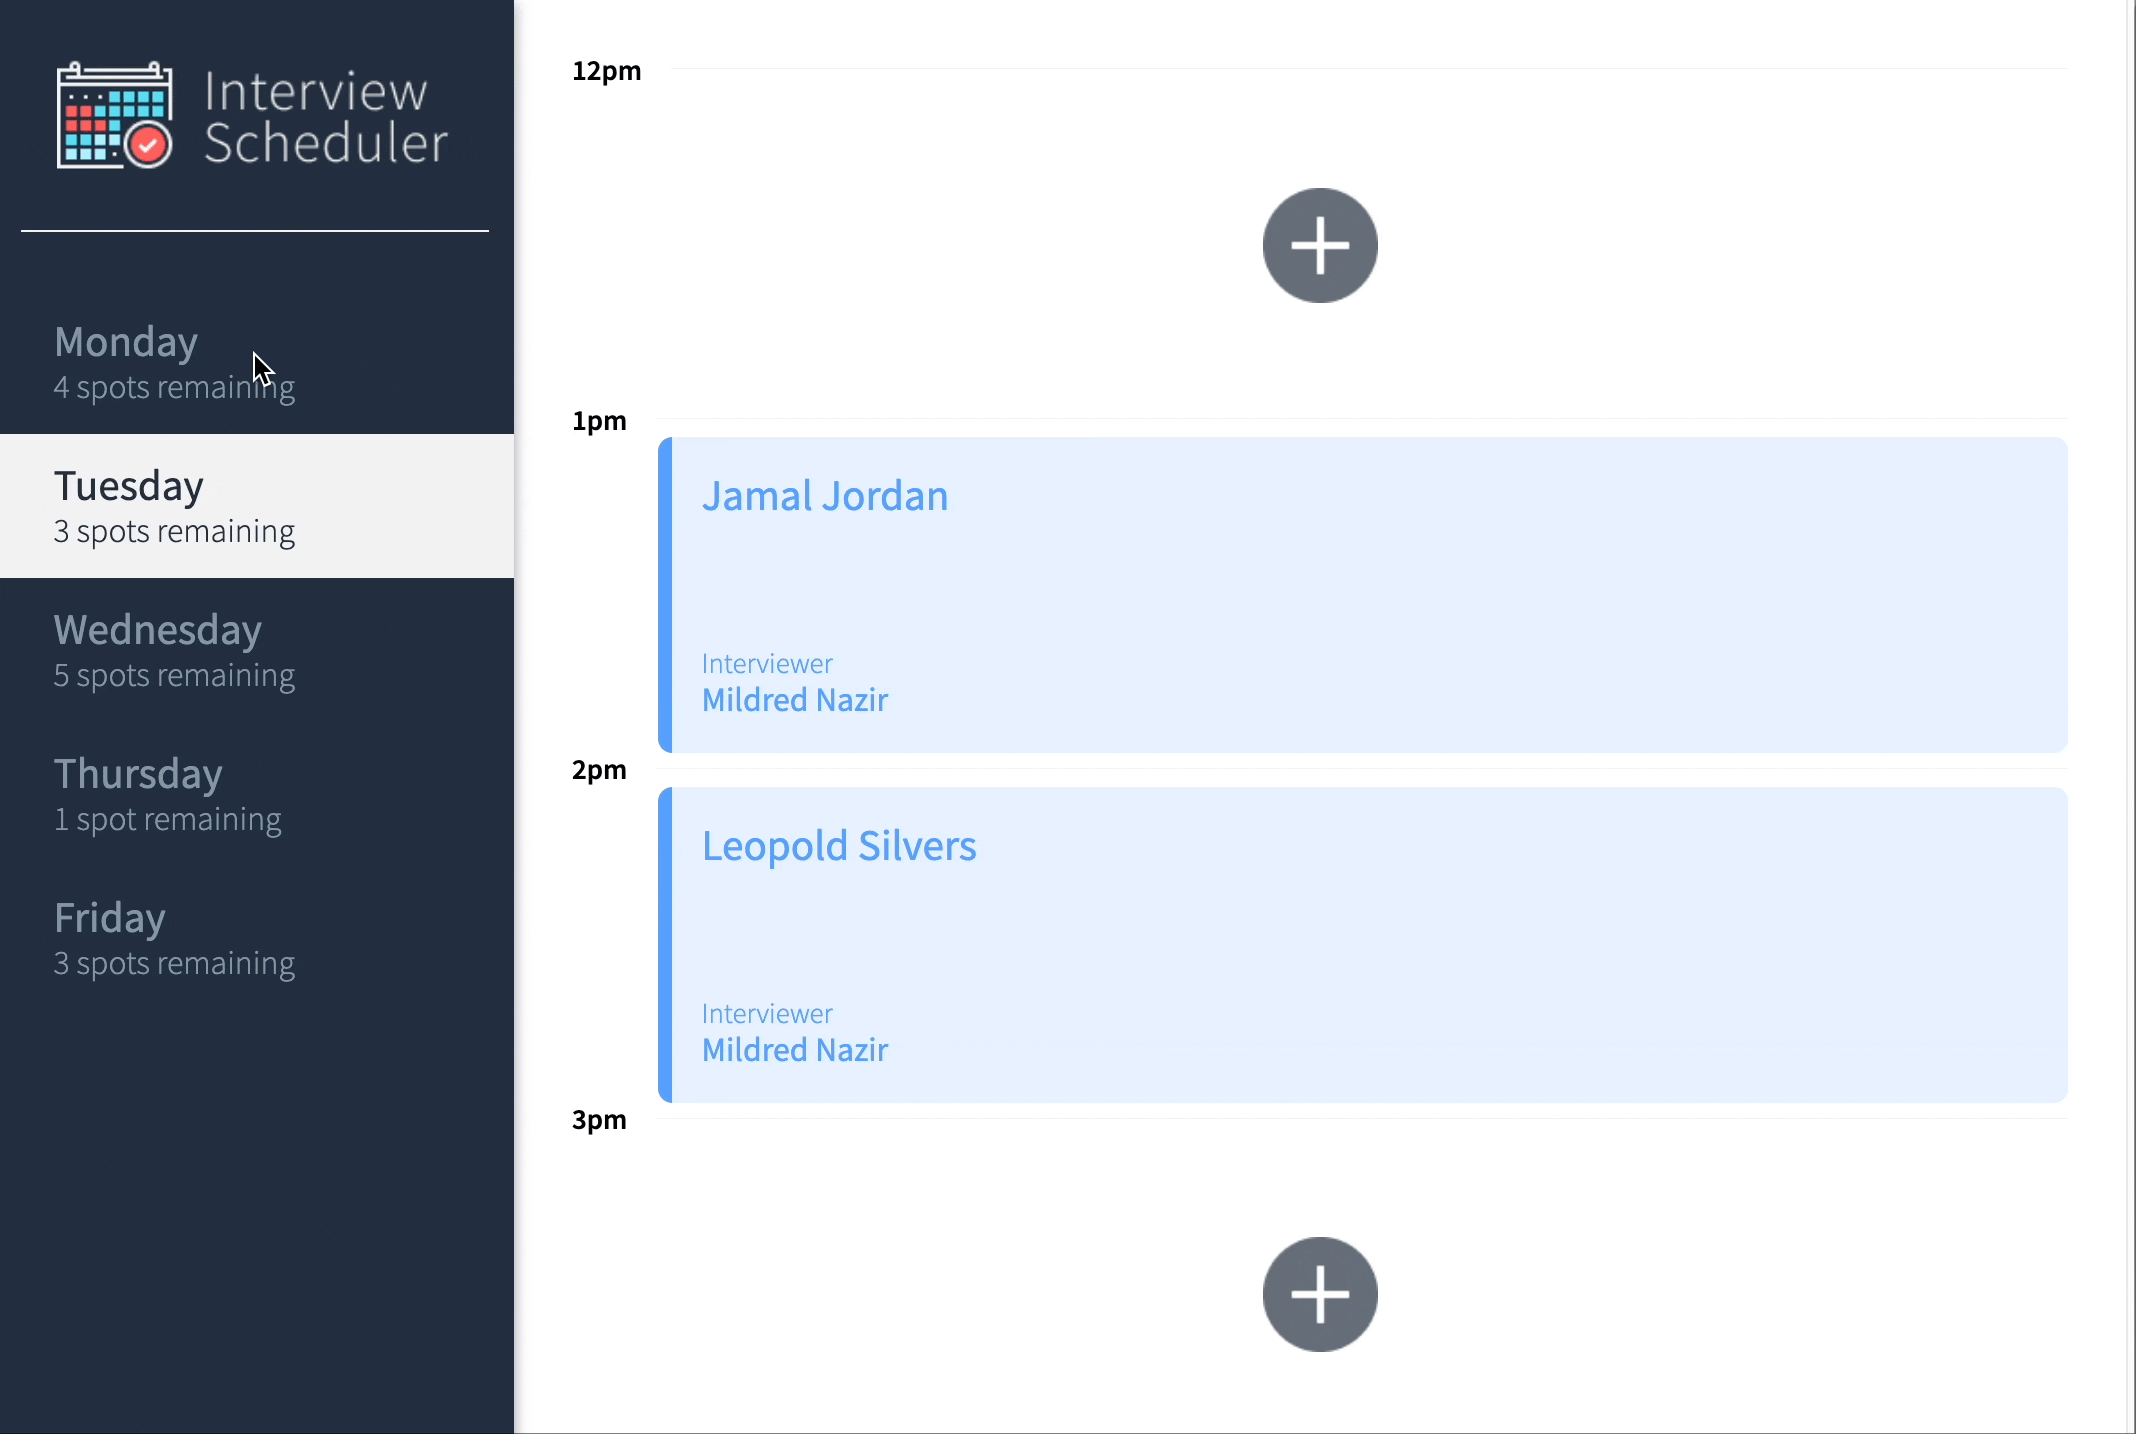 Interview
Scheduler
Monday
4 spots remaining
Tuesday
3 spots remaining
Wednesday
5 spots remaining
Thursday
1 spot remaining
Friday
3 spots remaining
12pm
1pm
Jamal Jordan
Interviewer
Mildred Nazir
2pm
Leopold Silvers
Interviewer
Mildred Nazir
3pm